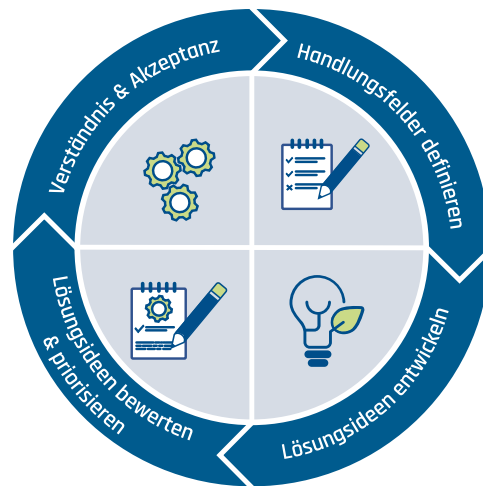 Verständnis & Akzeptanz
Handlungsfelder definieren
Lösungsideen entwickeln
Lösungsideen bewerten
& priorisieren